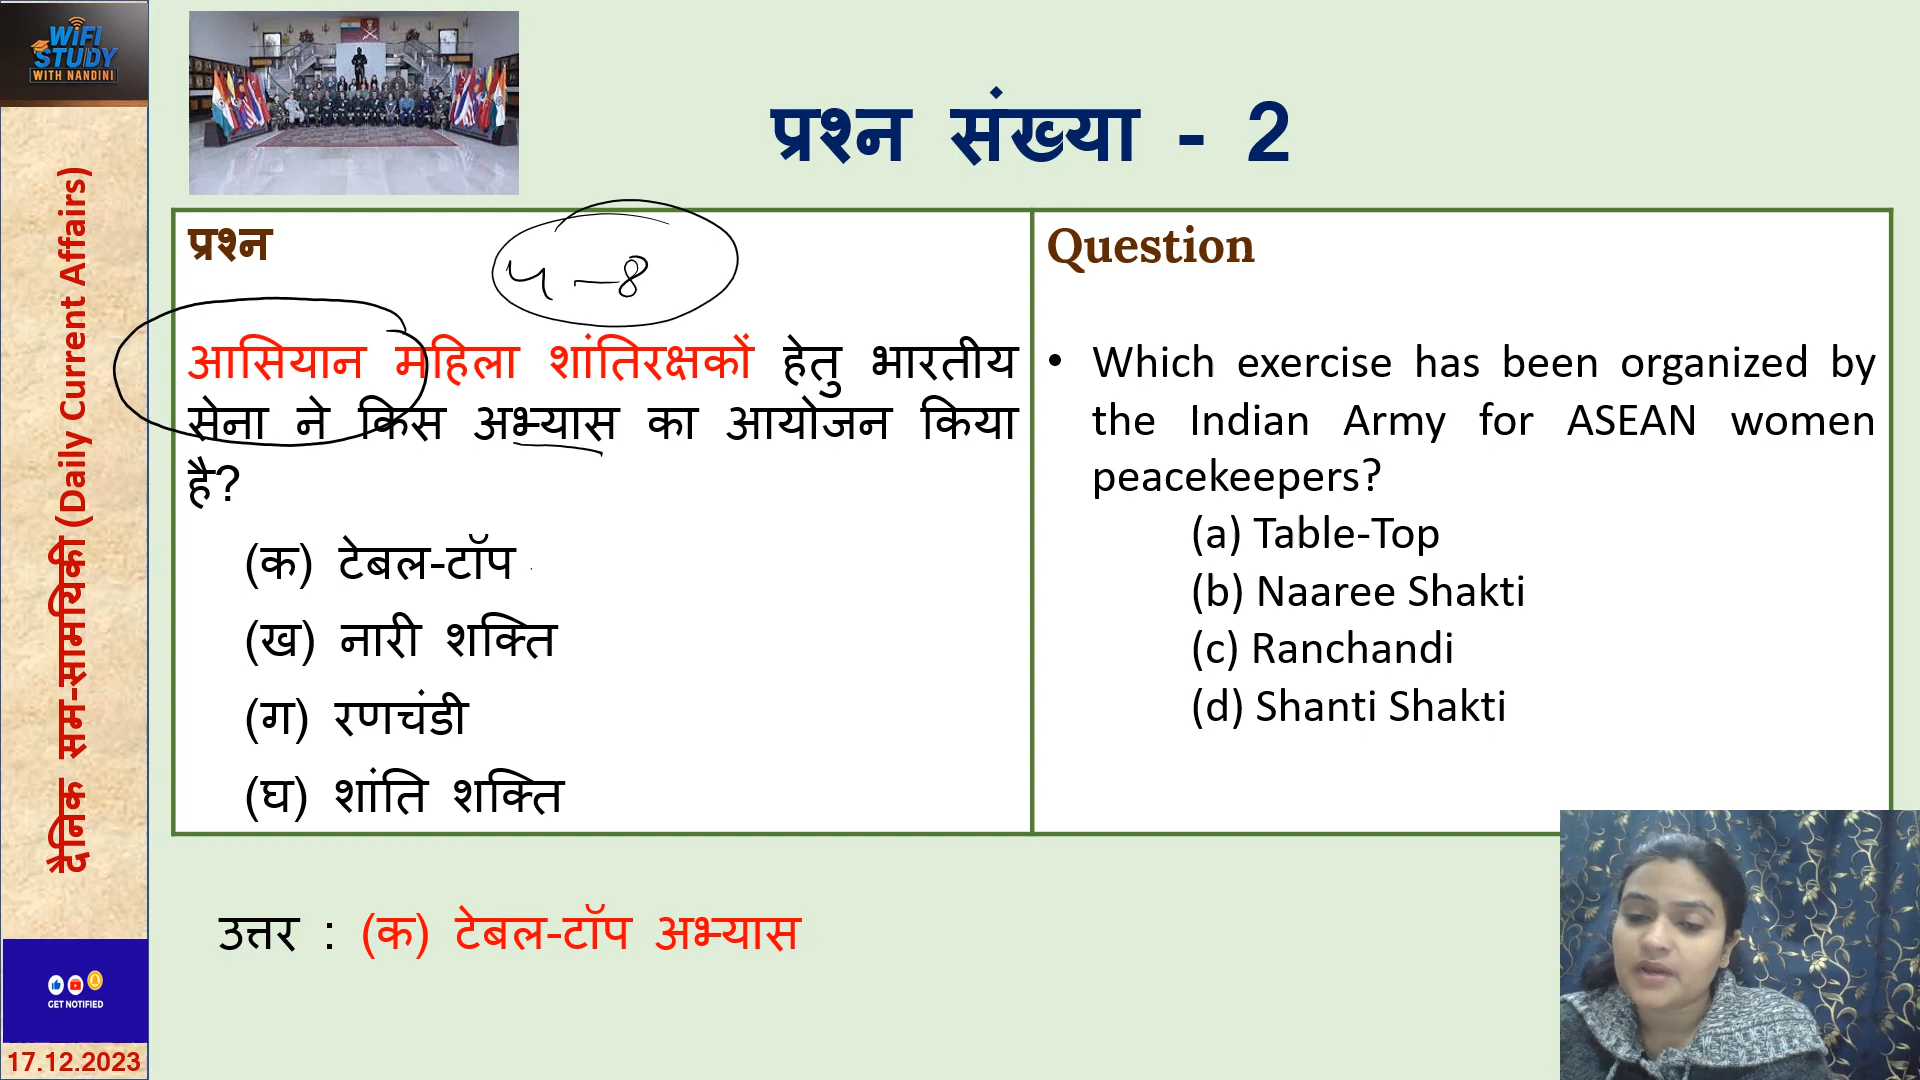 WiFi
STUDY
WITH NANDINI
प्रश्न संख्या - 2
दैनिक सम-सामयिकी (Daily Current Affairs)
प्रश्न
4 - 8
आसियान महिला शांतिरक्षकों हेतु भारतीय
सेना ने किस अभ्यास का आयोजन किया
है?
(क) टेबल-टॉप
(ख) नारी शक्ति
(ग) रणचंडी
(घ) शांति शक्ति
Question
• Which exercise has been organized by
the Indian Army for ASEAN women
peacekeepers?
(a) Table-Top
(b) Naaree Shakti
(c) Ranchandi
(d) Shanti Shakti
उत्तर : (क) टेबल-टॉप अभ्यास
GET NOTIFIED
17.12.2023